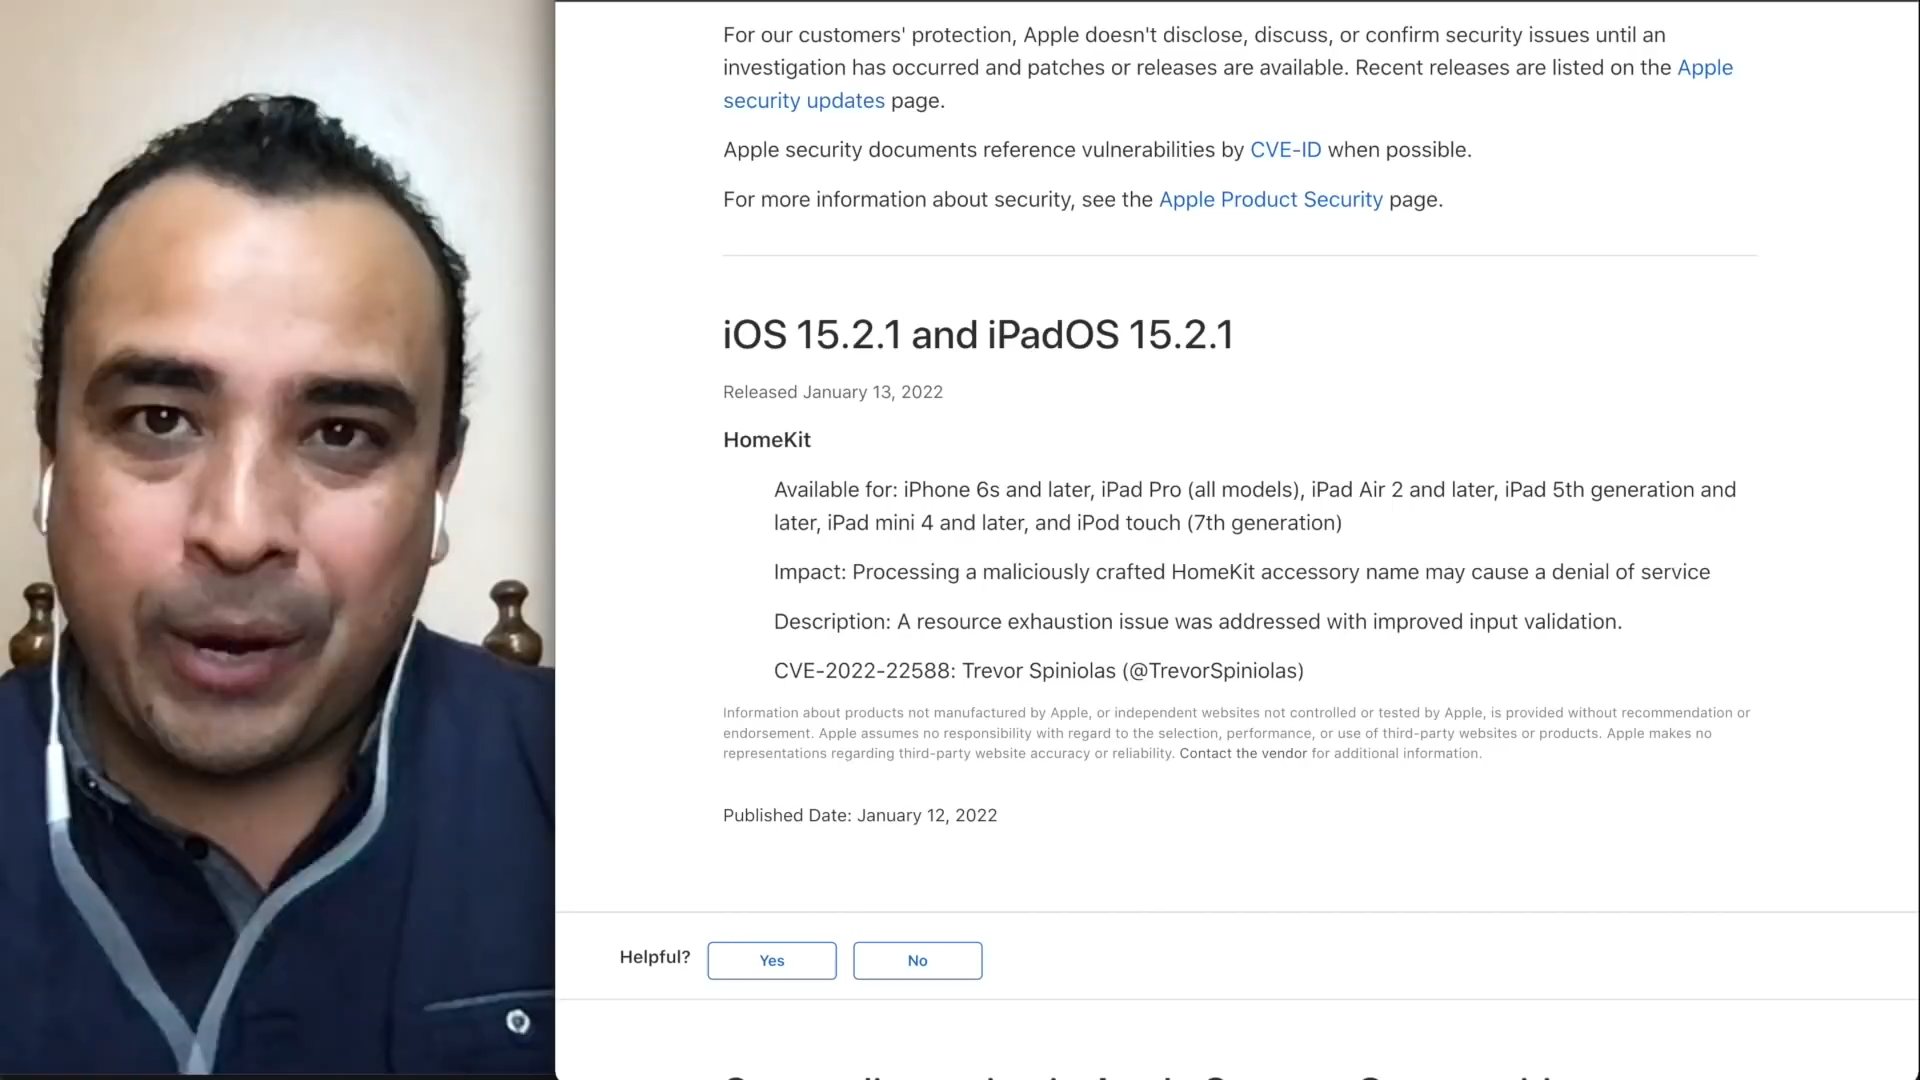 For our customers' protection, Apple doesn't disclose, discuss, or confirm security issues until an
investigation has occurred and patches or releases are available. Recent releases are listed on the Apple
security updates page.
Apple security documents reference vulnerabilities by CVE-ID when possible.
For more information about security, see the Apple Product Security page.
iOS 15.2.1 and iPadOS 15.2.1
Released January 13, 2022
HomeKit
Available for: iPhone 6s and later, iPad Pro (all models), iPad Air 2 and later, iPad 5th generation and
later, iPad mini 4 and later, and iPod touch (7th generation)
Impact: Processing a maliciously crafted HomeKit accessory name may cause a denial of service
Description: A resource exhaustion issue was addressed with improved input validation.
CVE-2022-22588: Trevor Spiniolas (@TrevorSpiniolas)
Information about products not manufactured by Apple, or independent websites not controlled or tested by Apple, is provided without recommendation or
endorsement. Apple assumes no responsibility with regard to the selection, performance, or use of third-party websites or products. Apple makes no
representations regarding third-party website accuracy or reliability. Contact the vendor for additional information.
Published Date: January 12, 2022
Helpful?
Yes
No